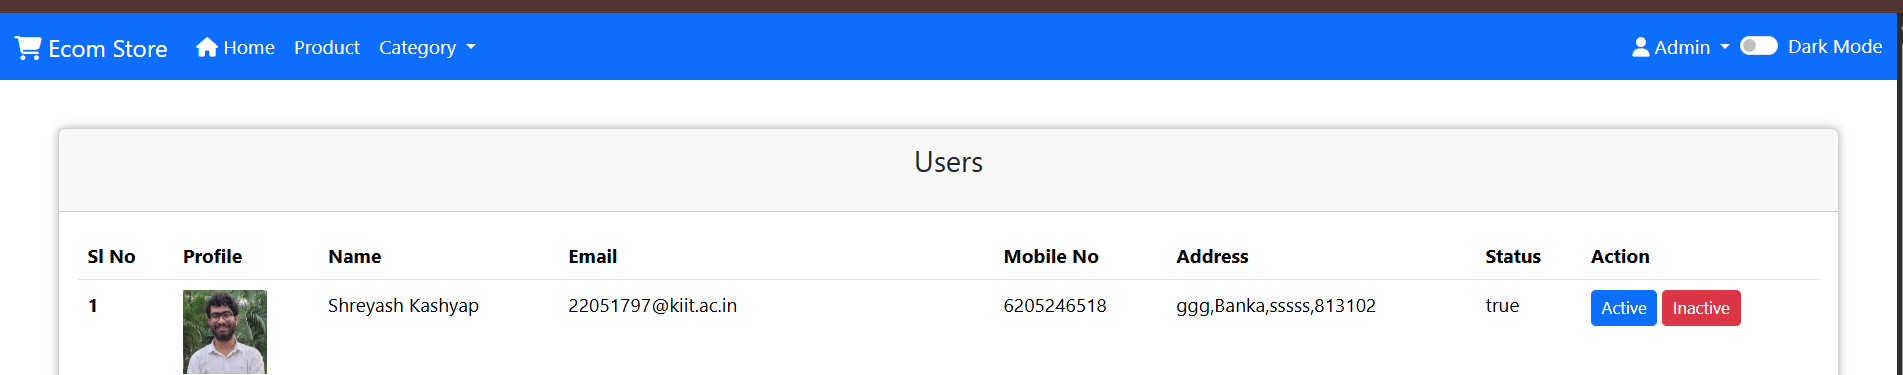 Ecom Store Home Product Category Admin Dark Mode
Users
Sl No Profile Name Email Mobile No Address Status Action
1 Shreyash Kashyap 22051797@kiit.ac.in 6205246518 ggg,Banka,sssss,813102 true Active Inactive